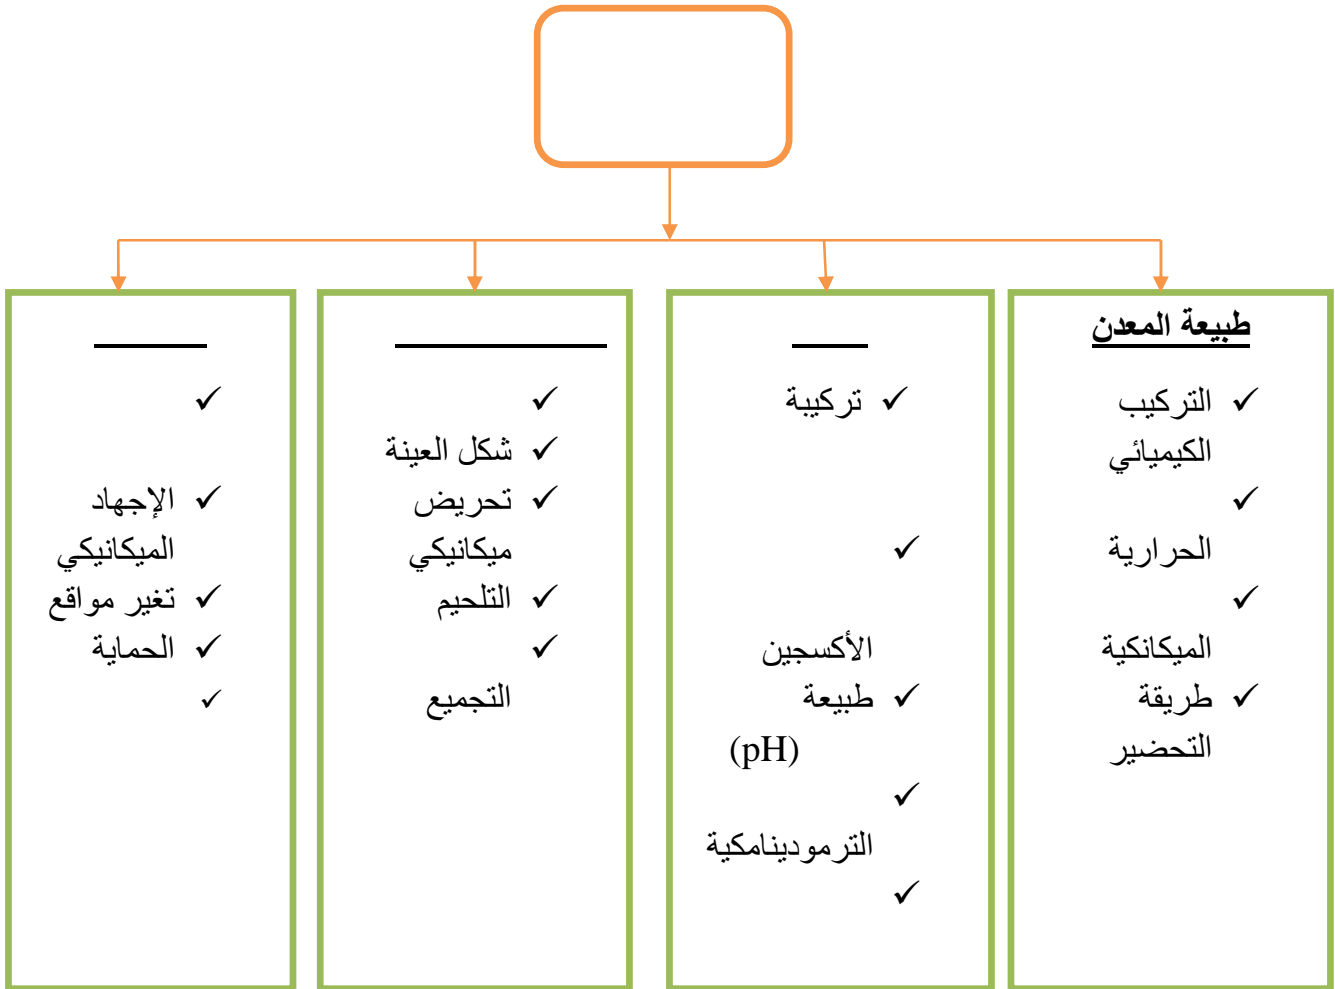 طبيعة المعدن
✓ التركيب
الكيميائي
✓
الحرارية
✓
الميكانكية
✓ طريقة
التحضير
✓ تركيبة
✓
الأكسجين
✓ طبيعة
(pH)
✓
الترمودينامكية
✓
✓
✓ شكل العينة
✓ تحريض
ميكانيكي
✓ التلحيم
✓
التجميع
✓
✓ الإجهاد
الميكانيكي
✓ تغير مواقع
✓ الحماية
✓